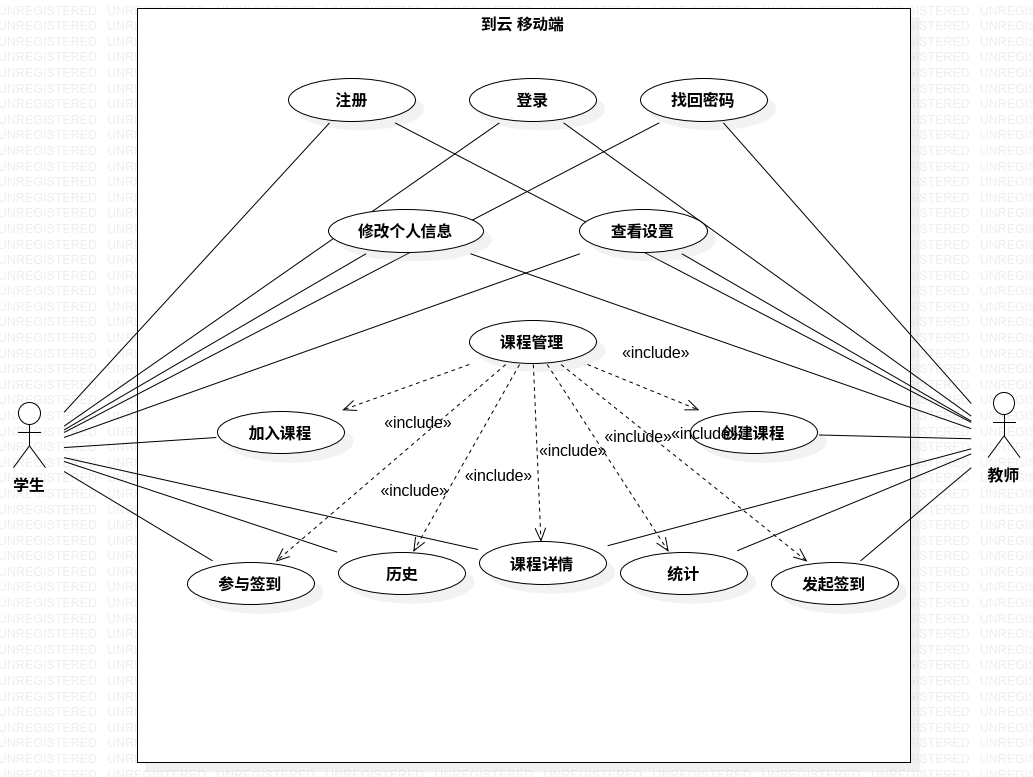 到云 移动端
注册
登录
找回密码
修改个人信息
查看设置
课程管理
«include»
加入课程
«include»
«include»
«include»
创建课程
«include»
«include»
«include»
学生
教师
参与签到
历史
课程详情
统计
发起签到
UNREGISTERED